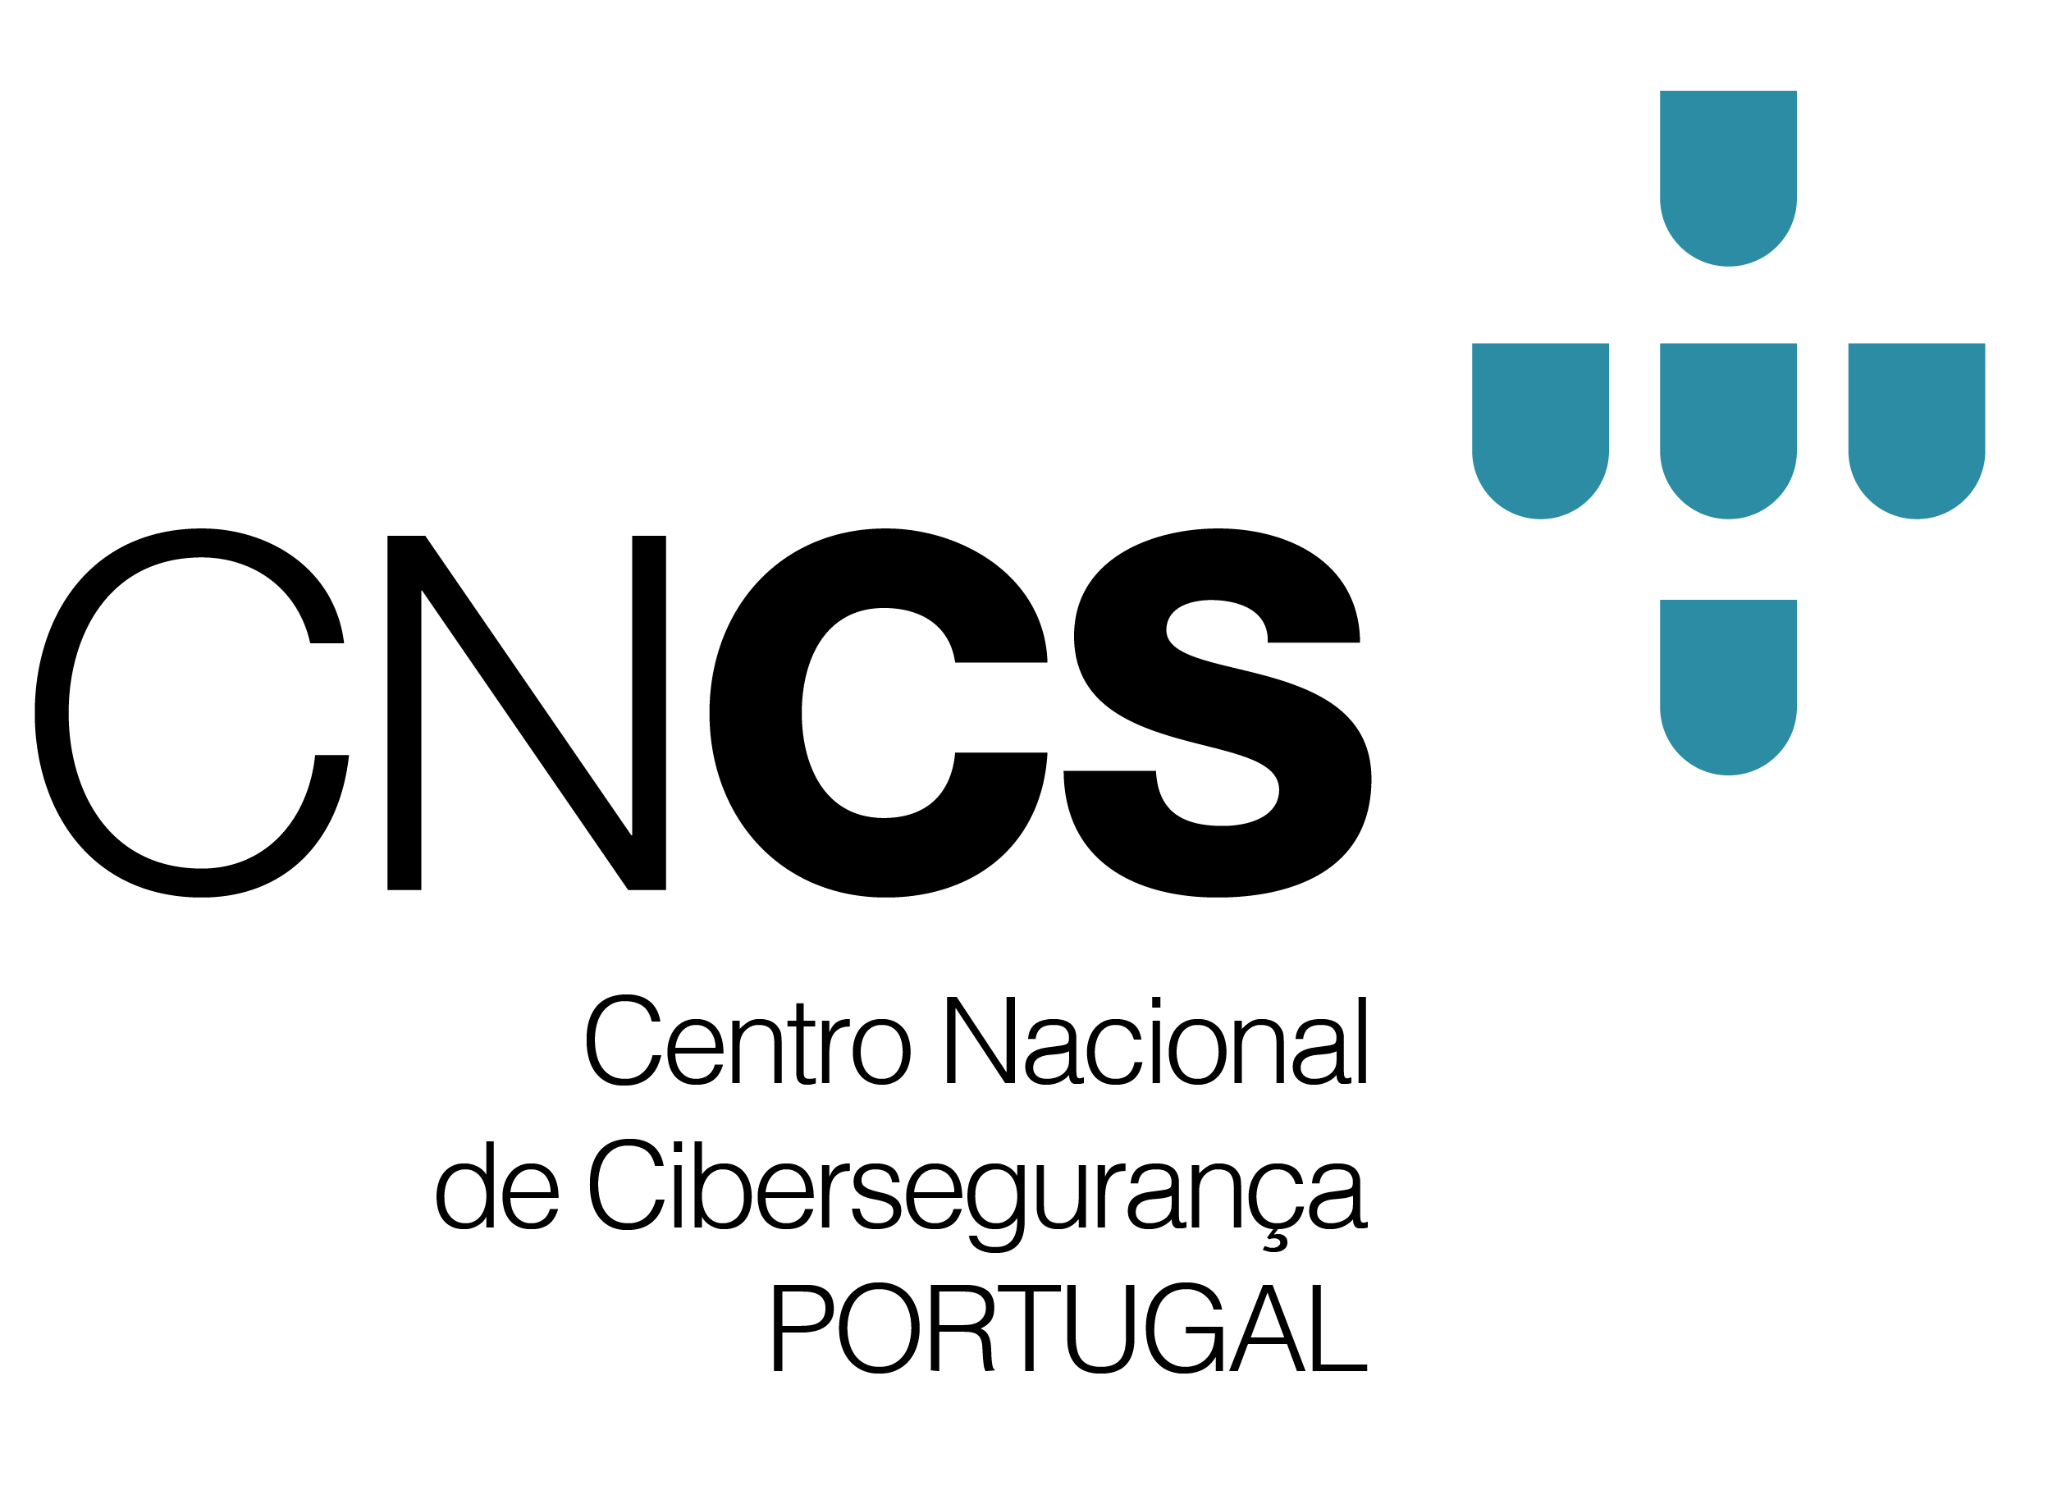 CNCS
Centro Nacional
de Cibersegurança
PORTUGAL